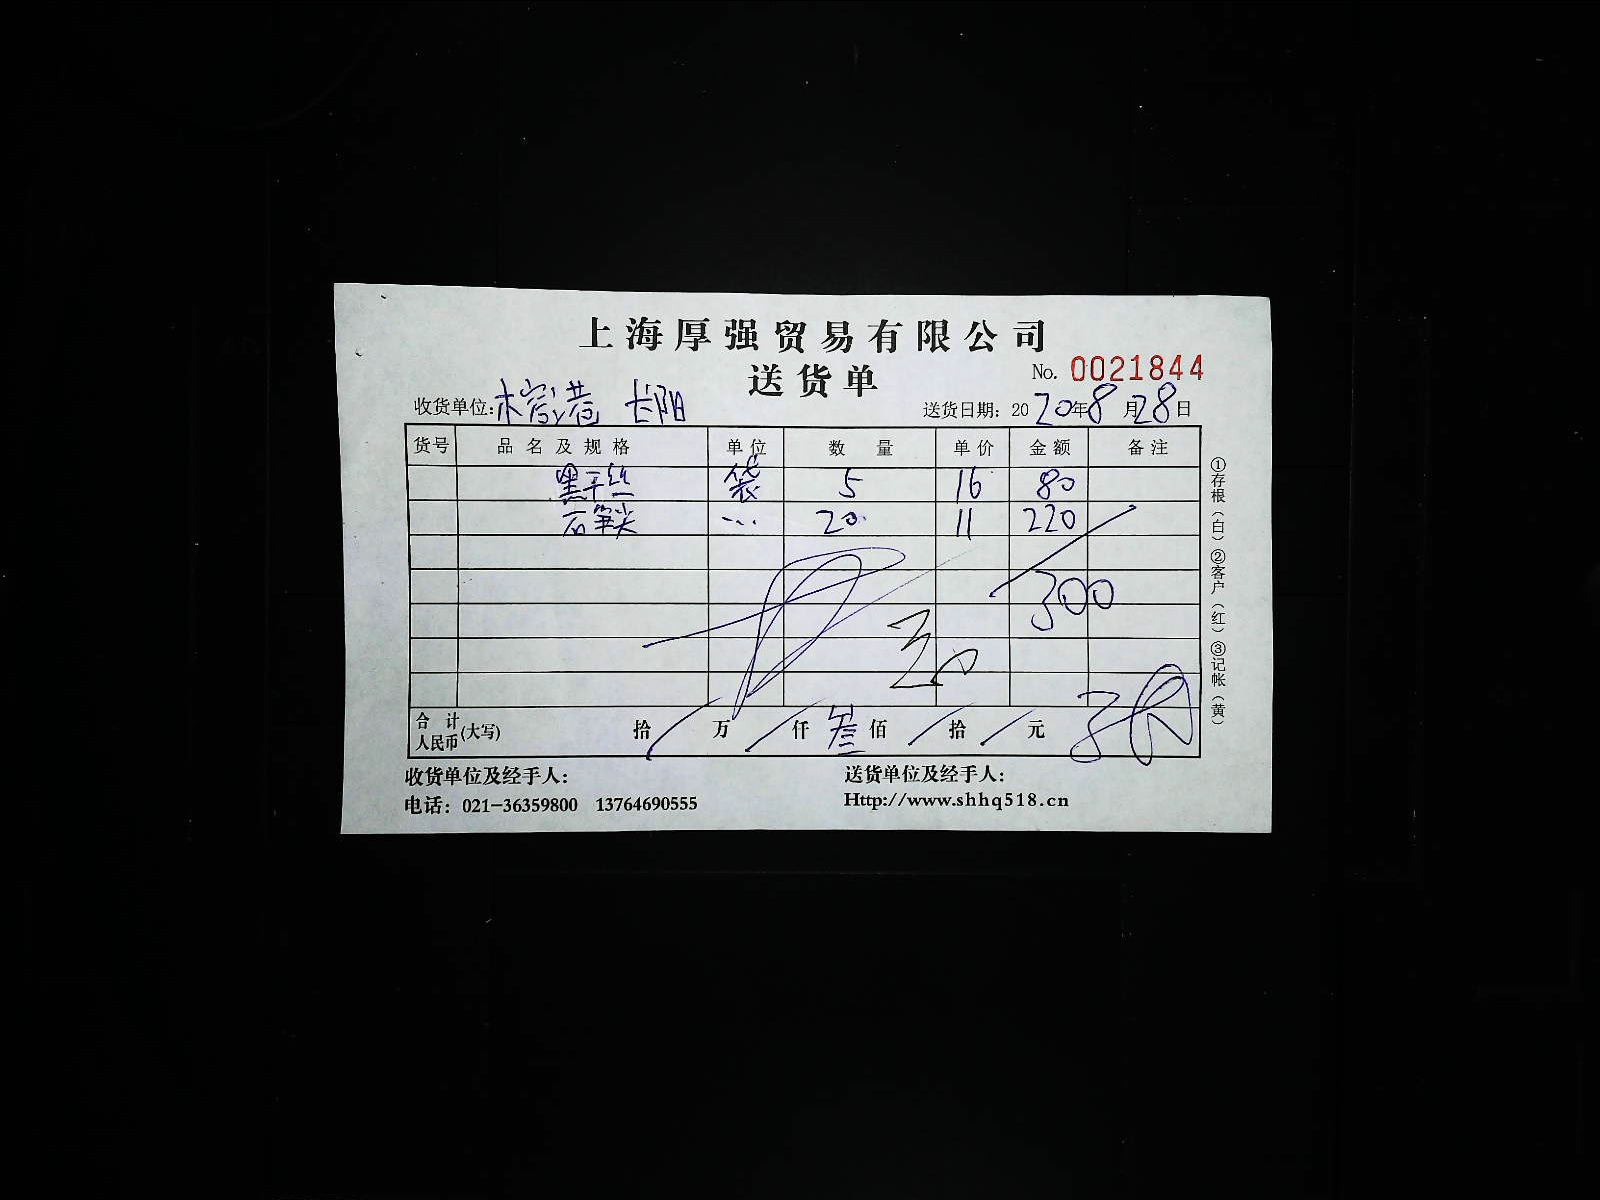 上海厚强贸易有限公司
送货单
No. 0021844
收货单位: 长阳
送货日期: 2020年8月28日
货号 品名及规格 单位 数量 单价 金额 备注
黑平丝 袋 5 16 80
石笋尖 ... 20 11 220
300
合计人民币(大写) 拾 万 仟 叁佰 拾 元
收货单位及经手人:
送货单位及经手人:
电话: 021-36359800 13764690555
Http://www.shhq518.cn
①存根(白)②客户(红)③记帐(黄)